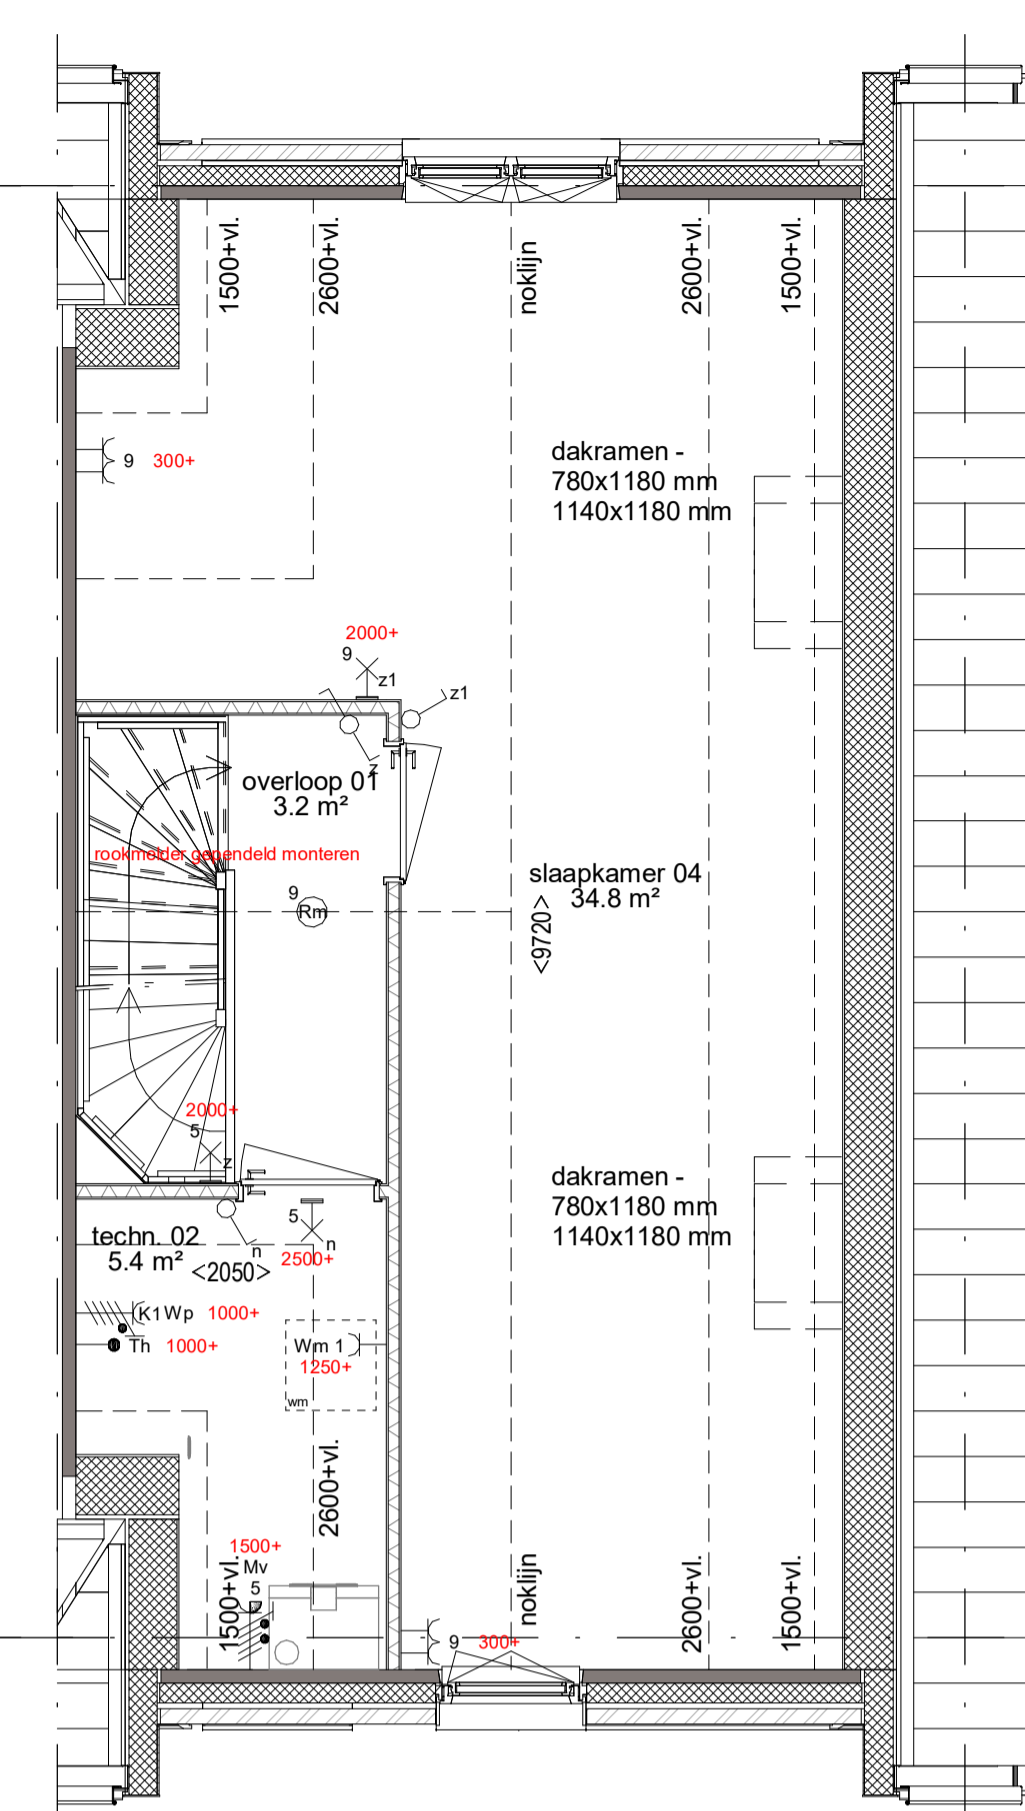 1500+vl.
2600+vl.
noklijn
2600+vl.
1500+vl.
dakramen -
780x1180 mm
1140x1180 mm
9 300+
2000+
9
z1
z1
z
overloop 01
3.2 m²
rookmelder gependeld monteren
9
Rm
slaapkamer 04
34.8 m²
<9720>
2000+
5
z
dakramen -
780x1180 mm
1140x1180 mm
techn. 02
5.4 m²
<2050>
5
n
n
2500+
K1 Wp 1000+
Th 1000+
Wm 1
1250+
wm
2600+vl.
1500+
Mv
5
1500+vl.
noklijn
2600+vl.
1500+vl.
9 300+